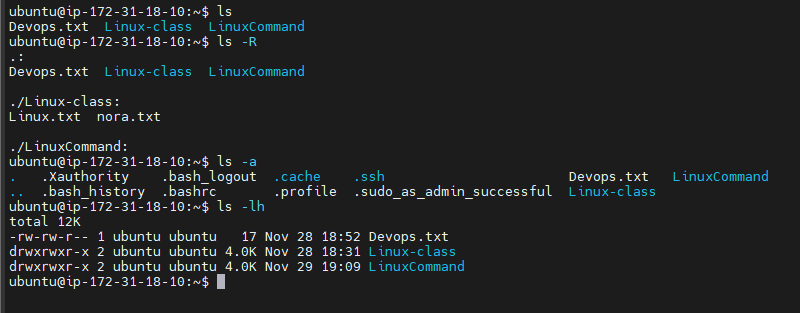 ubuntu@ip-172-31-18-10:~$ ls
Devops.txt  Linux-class  LinuxCommand
ubuntu@ip-172-31-18-10:~$ ls -R
.:
Devops.txt  Linux-class  LinuxCommand

./Linux-class:
Linux.txt  nora.txt

./LinuxCommand:
ubuntu@ip-172-31-18-10:~$ ls -a
.   .Xauthority    .bash_logout  .cache    .ssh                       Devops.txt   LinuxCommand
..  .bash_history  .bashrc       .profile  .sudo_as_admin_successful  Linux-class
ubuntu@ip-172-31-18-10:~$ ls -lh
total 12K
-rw-rw-r-- 1 ubuntu ubuntu   17 Nov 28 18:52 Devops.txt
drwxrwxr-x 2 ubuntu ubuntu 4.0K Nov 28 18:31 Linux-class
drwxrwxr-x 2 ubuntu ubuntu 4.0K Nov 29 19:09 LinuxCommand
ubuntu@ip-172-31-18-10:~$